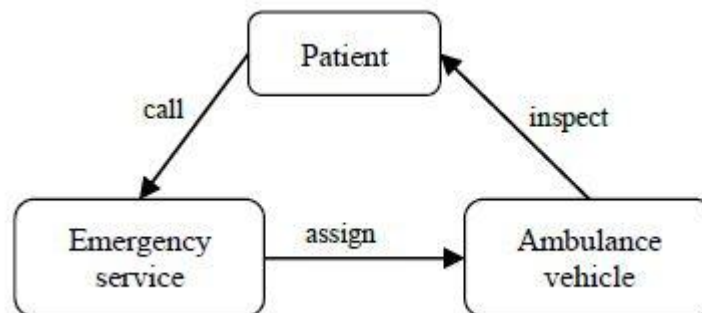 Patient
call
inspect
Emergency
service
assign
Ambulance
vehicle